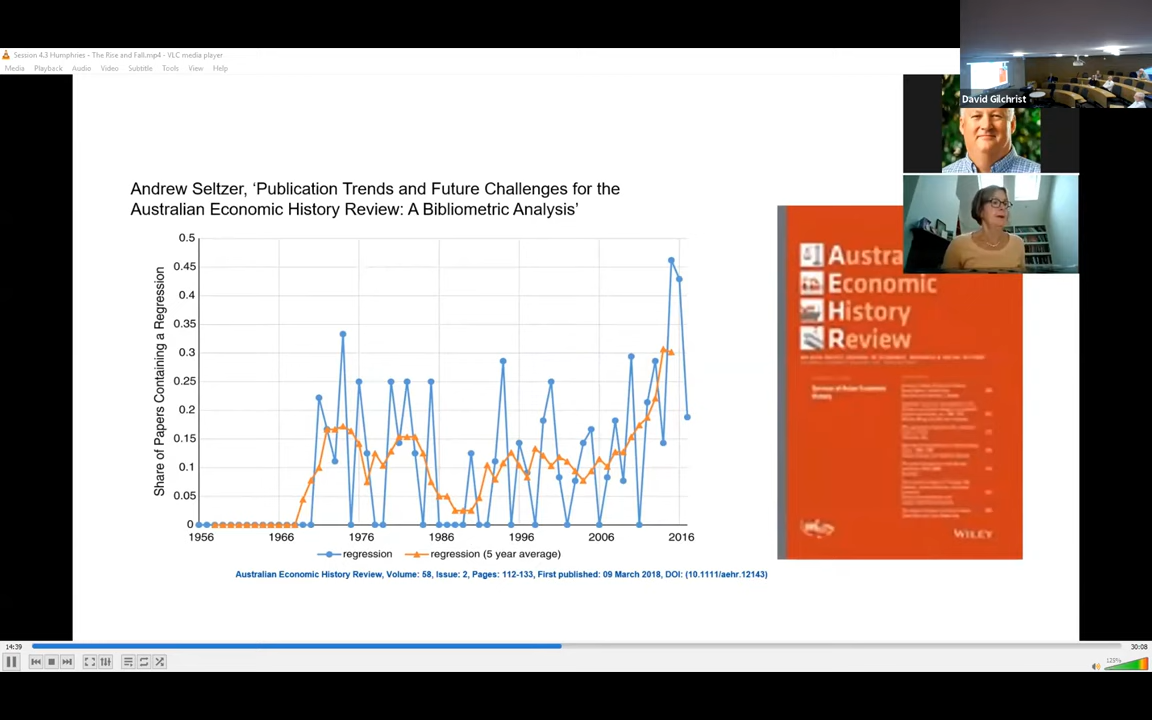 Session 4.3 Humphries - The Rise and Fall.mp4 - VLC media player
Media Playback Audio Video Subtitle Tools View Help
David Gilchrist
Andrew Seltzer, ‘Publication Trends and Future Challenges for the
Australian Economic History Review: A Bibliometric Analysis’
Share of Papers Containing a Regression
0.5
0.45
0.4
0.35
0.3
0.25
0.2
0.15
0.1
0.05
0
1956 1966 1976 1986 1996 2006 2016
regression regression (5 year average)
Australian Economic History Review, Volume: 58, Issue: 2, Pages: 112-133, First published: 09 March 2018, DOI: (10.1111/aehr.12143)
Austra
Economic
History
Review
WILEY
14:39
30:08
125%